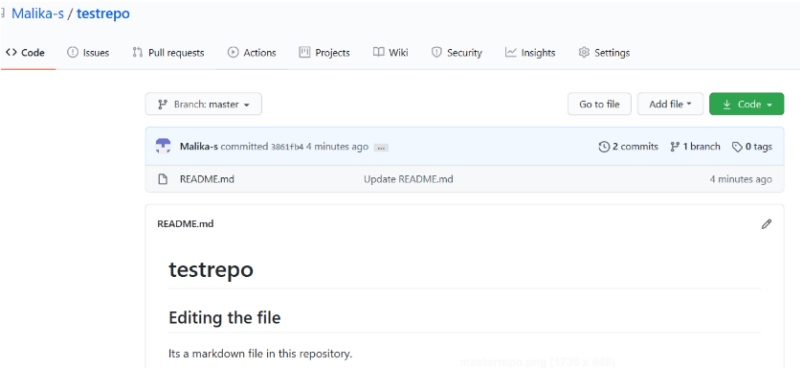 Malika-s / testrepo
Code Issues Pull requests Actions Projects Wiki Security Insights Settings
Branch: master Go to file Add file Code
Malika-s committed 3861fb4 4 minutes ago ... 2 commits 1 branch 0 tags
README.md Update README.md 4 minutes ago
README.md
testrepo
Editing the file
Its a markdown file in this repository.